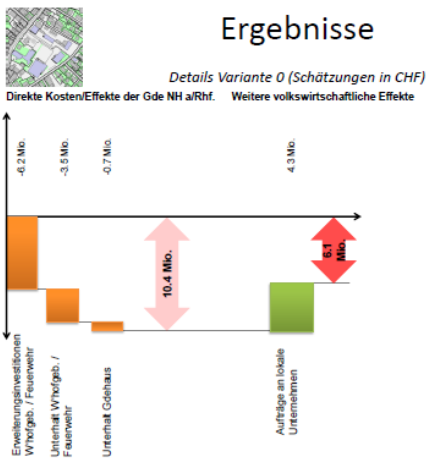 Ergebnisse
Details Variante 0 (Schätzungen in CHF)
Direkte Kosten/Effekte der Gde NH a/Rhf. Weitere volkswirtschaftliche Effekte
-6.2 Mio.
-3.5 Mio.
-0.7 Mio.
4.3 Mio.
10.4 Mio.
6.1
Mio.
Erweiterungsinvestitionen
W'hofgeb. / Feuerwehr
Unterhalt W'hofgeb. /
Feuerwehr
Unterhalt Gdehaus
Aufträge an lokale
Unternehmen